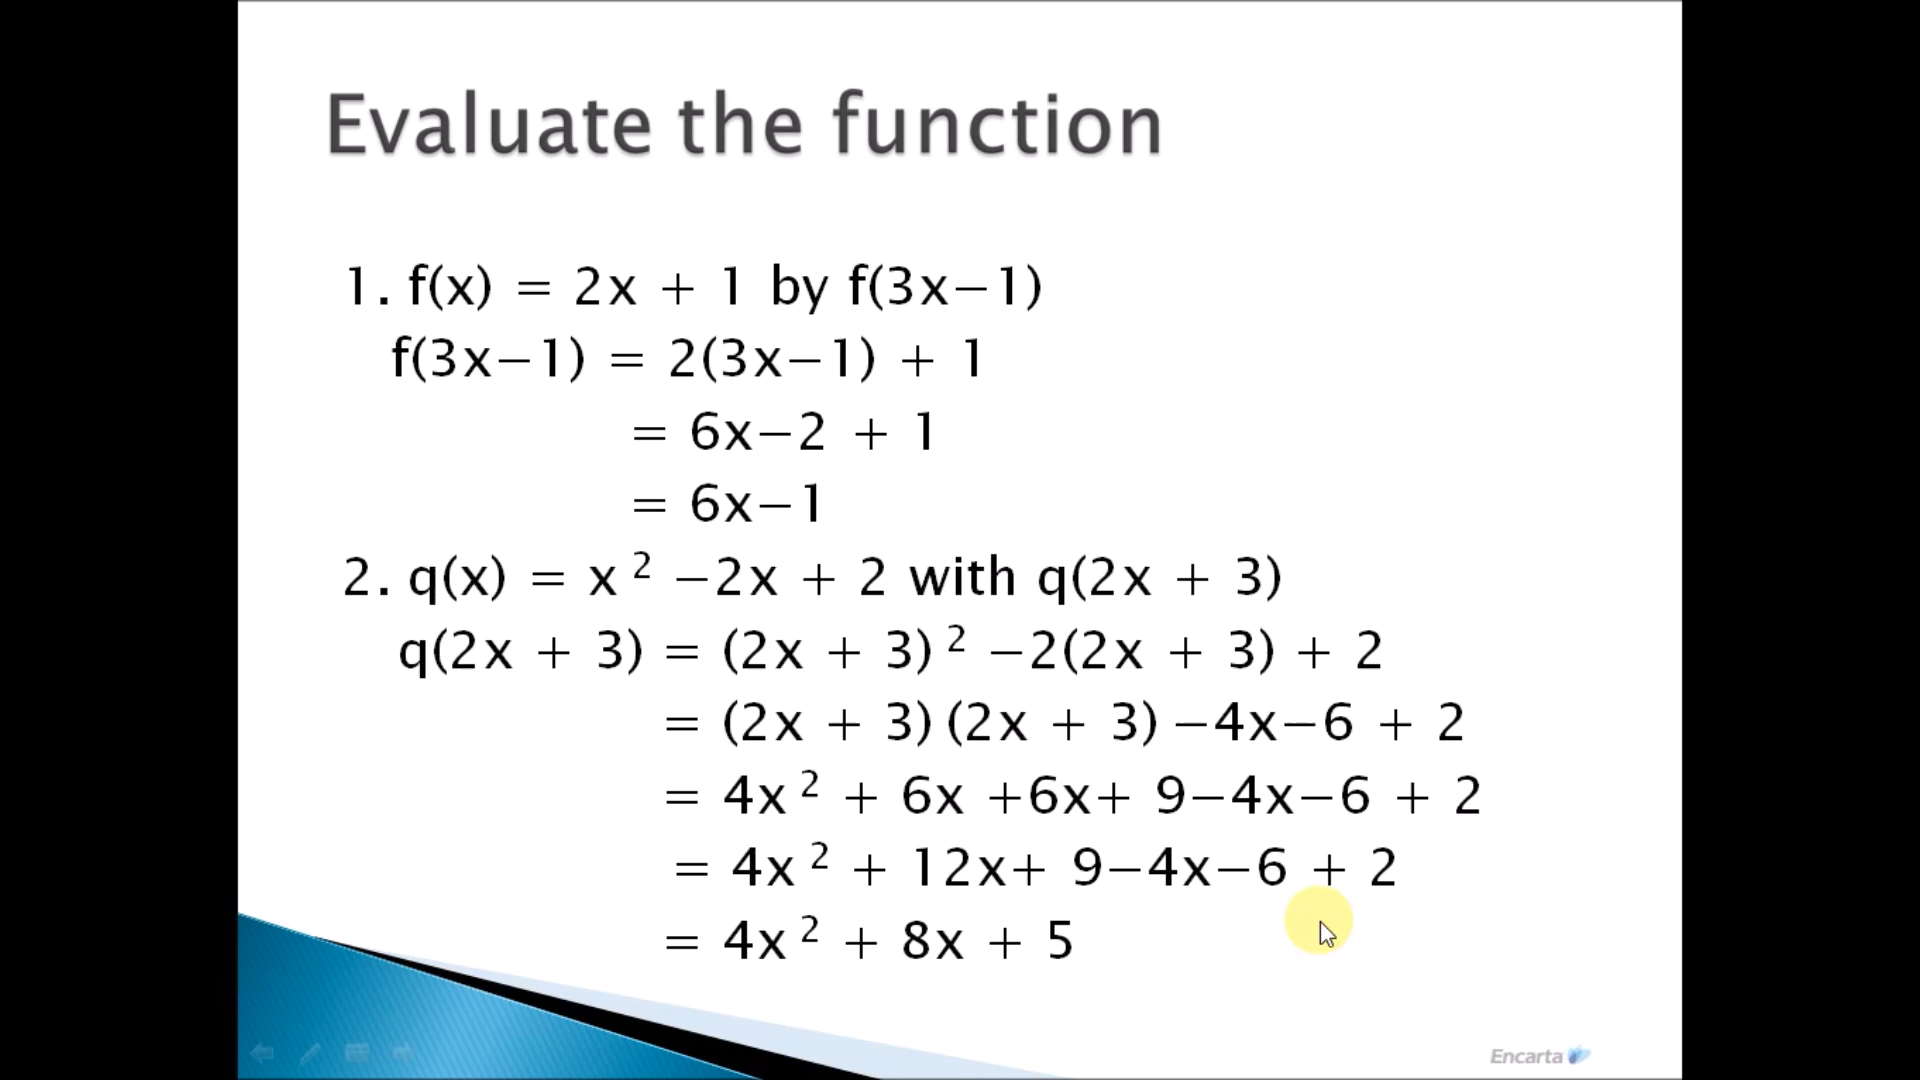 Evaluate the function
1. f(x) = 2x + 1 by f(3x−1)
f(3x−1) = 2(3x−1) + 1
= 6x−2 + 1
= 6x−1
2. q(x) = x² −2x + 2 with q(2x + 3)
q(2x + 3) = (2x + 3)² −2(2x + 3) + 2
= (2x + 3)(2x + 3) −4x−6 + 2
= 4x² + 6x +6x+ 9−4x−6 + 2
= 4x² + 12x+ 9−4x−6 + 2
= 4x² + 8x + 5
Encarta